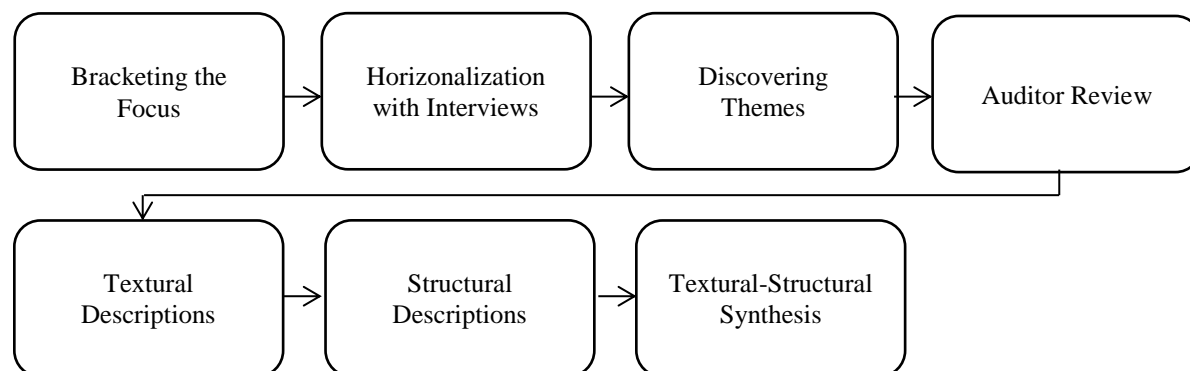 Bracketing the
Focus
Horizonalization
with Interviews
Discovering
Themes
Auditor Review
Textural
Descriptions
Structural
Descriptions
Textural-Structural
Synthesis